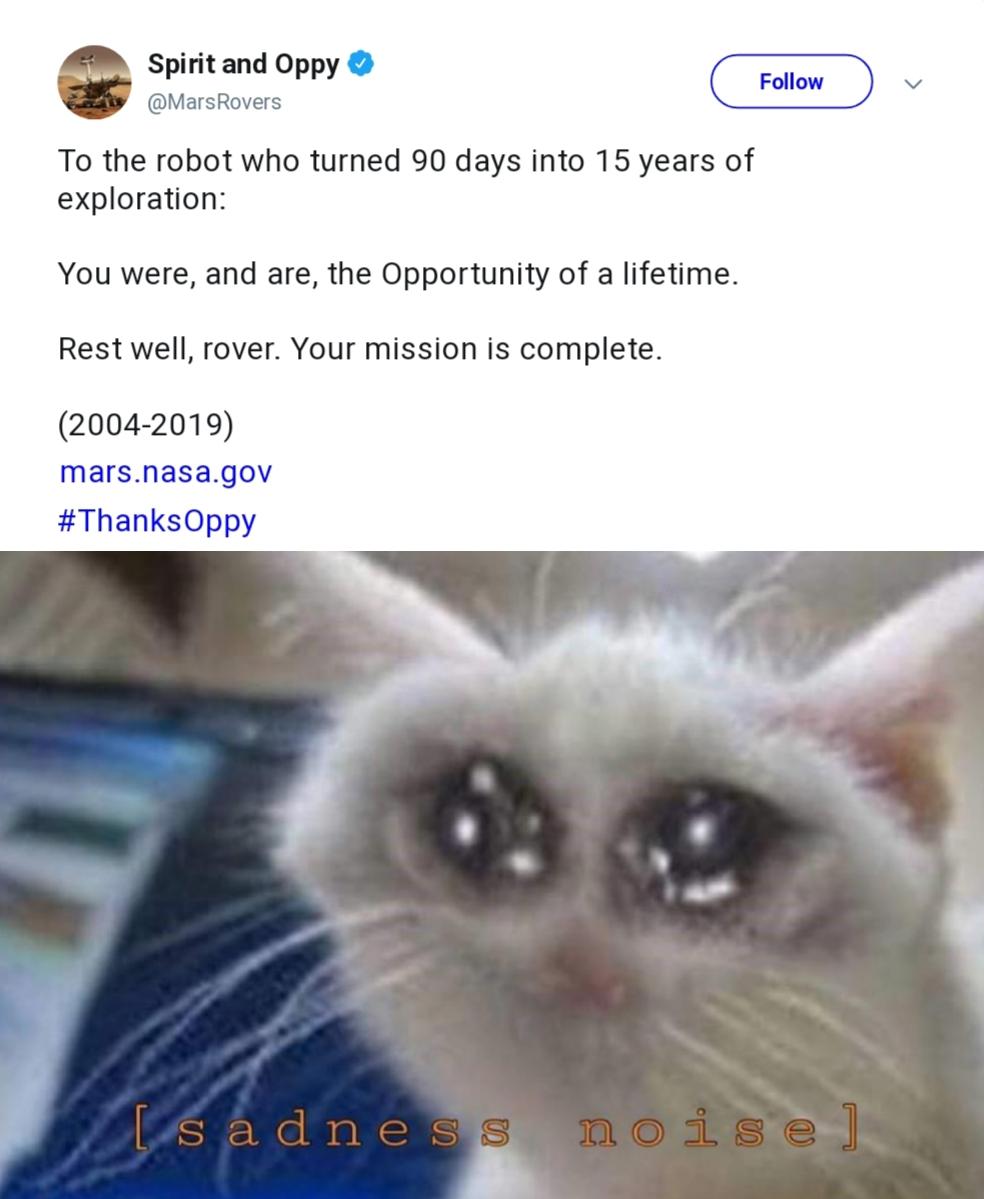 Spirit and Oppy
@MarsRovers
Follow
To the robot who turned 90 days into 15 years of
exploration:
You were, and are, the Opportunity of a lifetime.
Rest well, rover. Your mission is complete.
(2004-2019)
mars.nasa.gov
#ThanksOppy
[sadness noise]